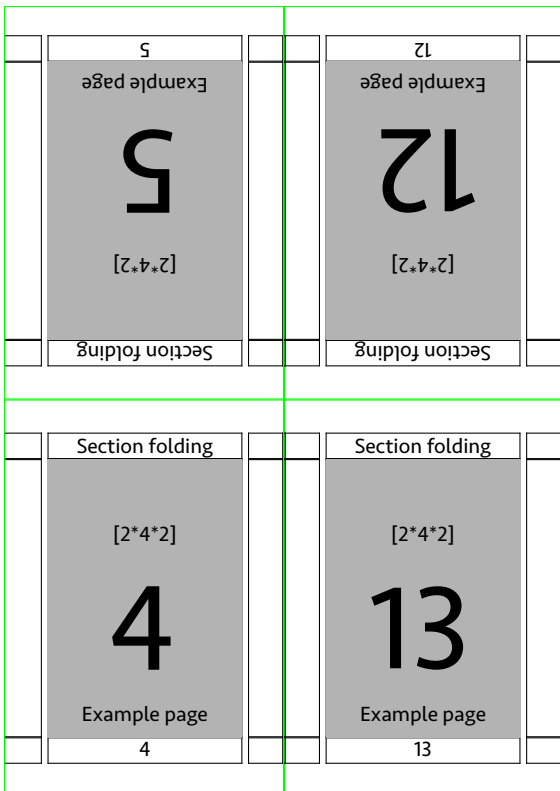 Section folding
[2*4*2]
5
Example page
5
Section folding
[2*4*2]
12
Example page
12
Section folding
[2*4*2]
4
Example page
4
Section folding
[2*4*2]
13
Example page
13